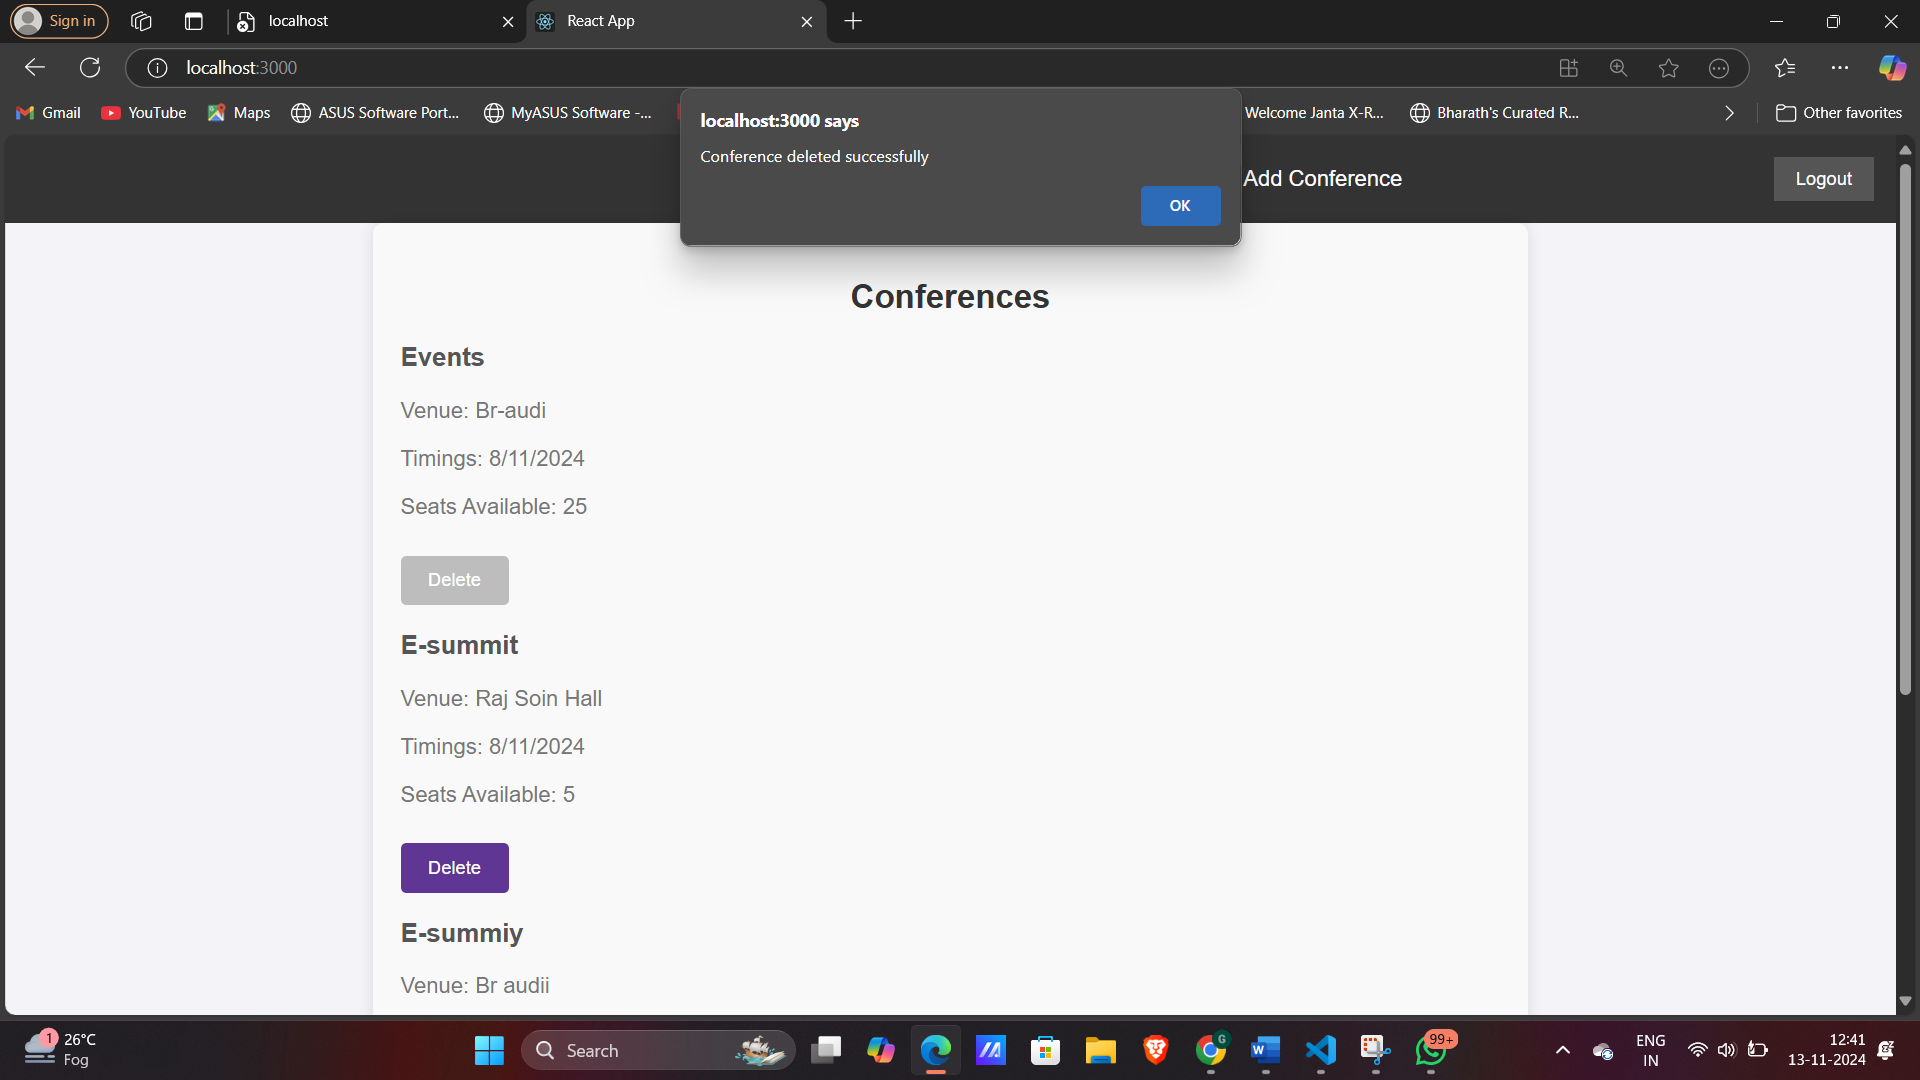 Sign in
localhost
React App
localhost:3000
Gmail
YouTube
Maps
ASUS Software Port...
MyASUS Software -...
Welcome Janta X-R...
Bharath's Curated R...
Other favorites
localhost:3000 says
Conference deleted successfully
OK
Add Conference
Logout
Conferences
Events
Venue: Br-audi
Timings: 8/11/2024
Seats Available: 25
Delete
E-summit
Venue: Raj Soin Hall
Timings: 8/11/2024
Seats Available: 5
Delete
E-summiy
Venue: Br audii
1
26°C
Fog
Search
G
W
99+
ENG
IN
12:41
13-11-2024